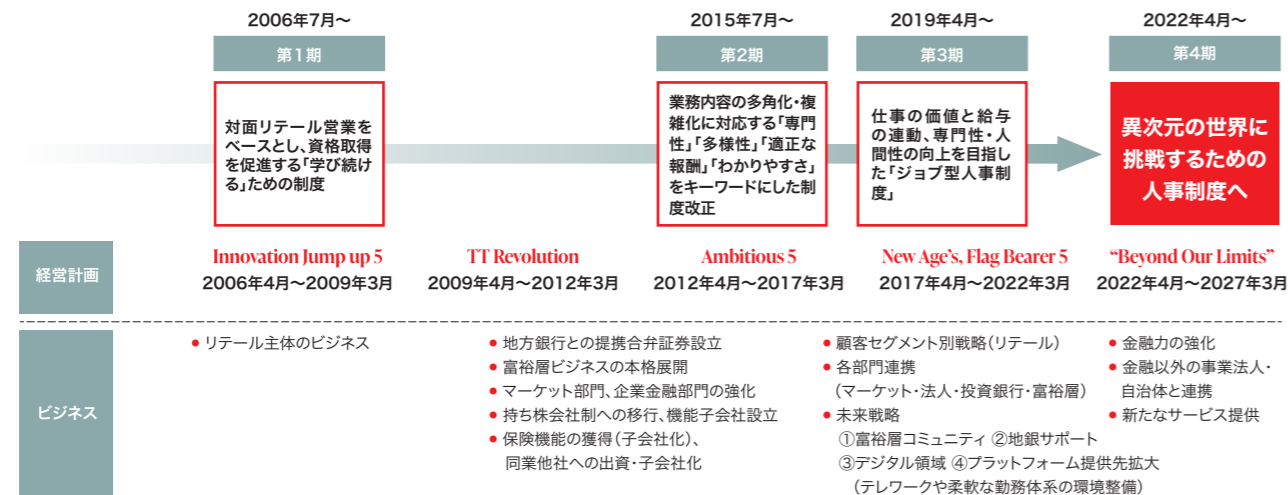 2006年7月〜
第1期
対面リテール営業を
ベースとし、資格取得
を促進する「学び続け
る」ための制度
2015年7月〜
第2期
業務内容の多角化・複
雑化に対応する「専門
性」「多様性」「適正な
報酬」「わかりやすさ」
をキーワードにした制
度改正
2019年4月〜
第3期
仕事の価値と給与
の連動、専門性・人
間性の向上を目指し
た「ジョブ型人事制
度」
2022年4月〜
第4期
異次元の世界に
挑戦するための
人事制度へ
経営計画
Innovation Jump up 5
2006年4月〜2009年3月
TT Revolution
2009年4月〜2012年3月
Ambitious 5
2012年4月〜2017年3月
New Age's, Flag Bearer 5
2017年4月〜2022年3月
“Beyond Our Limits”
2022年4月〜2027年3月
ビジネス
● リテール主体のビジネス
● 地方銀行との提携合弁証券設立
● 富裕層ビジネスの本格展開
● マーケット部門、企業金融部門の強化
● 持ち株会社制への移行、機能子会社設立
● 保険機能の獲得（子会社化）、
同業他社への出資・子会社化
● 顧客セグメント別戦略（リテール）
● 各部門連携
（マーケット・法人・投資銀行・富裕層）
● 未来戦略
①富裕層コミュニティ ②地銀サポート
③デジタル領域 ④プラットフォーム提供先拡大
（テレワークや柔軟な勤務体系の環境整備）
● 金融力の強化
● 金融以外の事業法人・
自治体と連携
● 新たなサービス提供